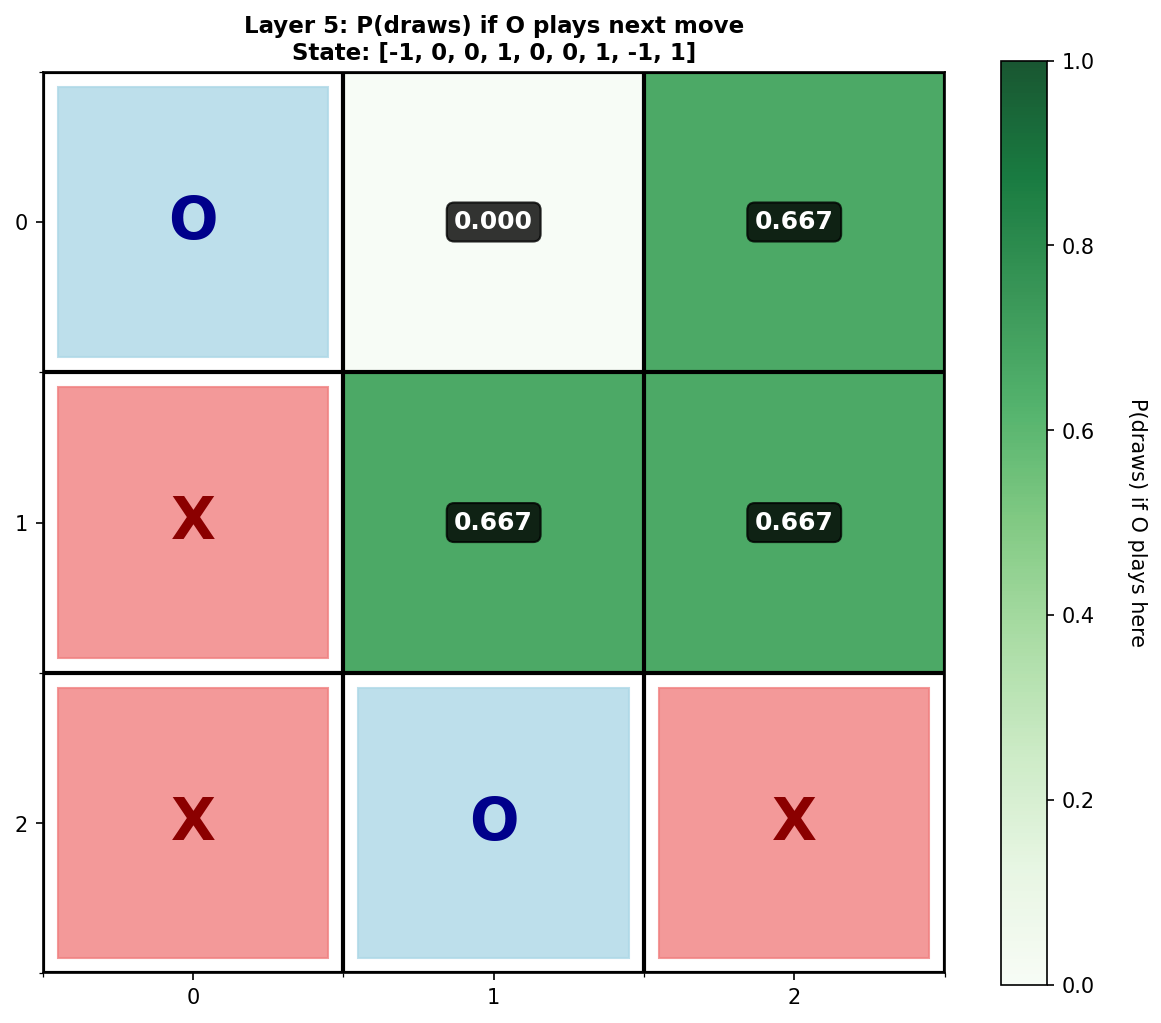 Layer 5: P(draws) if O plays next move
State: [-1, 0, 0, 1, 0, 0, 1, -1, 1]
O
0.000
0.667
X
0.667
0.667
X
O
X
0
1
2
0
1
2
1.0
0.8
0.6
0.4
0.2
0.0
P(draws) if O plays here